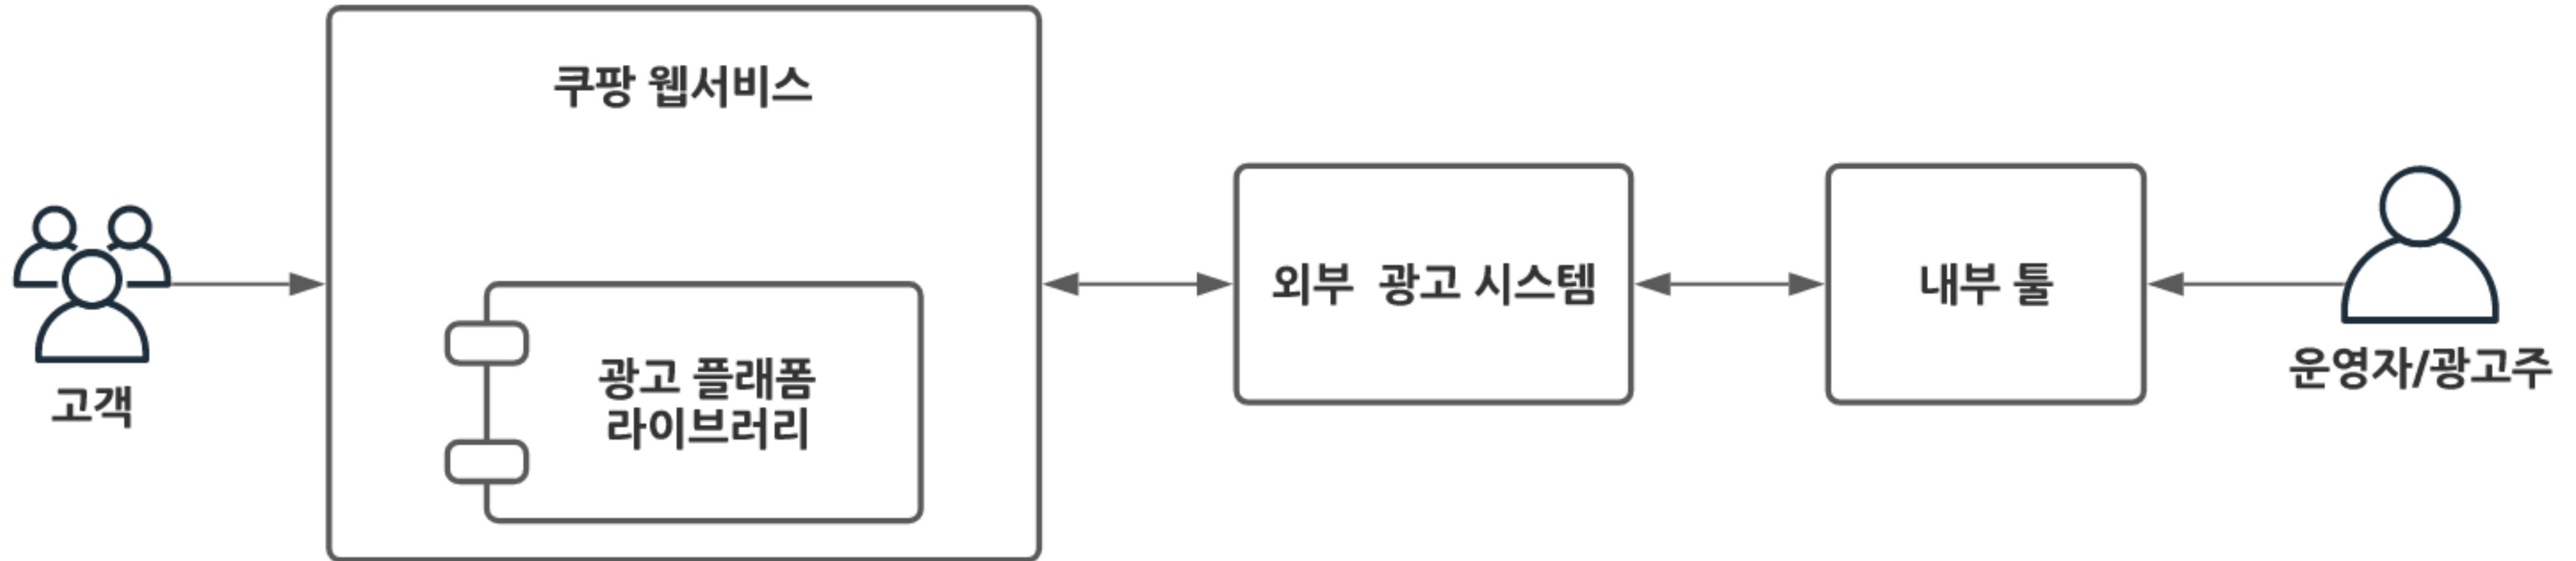 쿠팡 웹서비스
광고 플래폼
라이브러리
고객
외부 광고 시스템
내부 툴
운영자/광고주